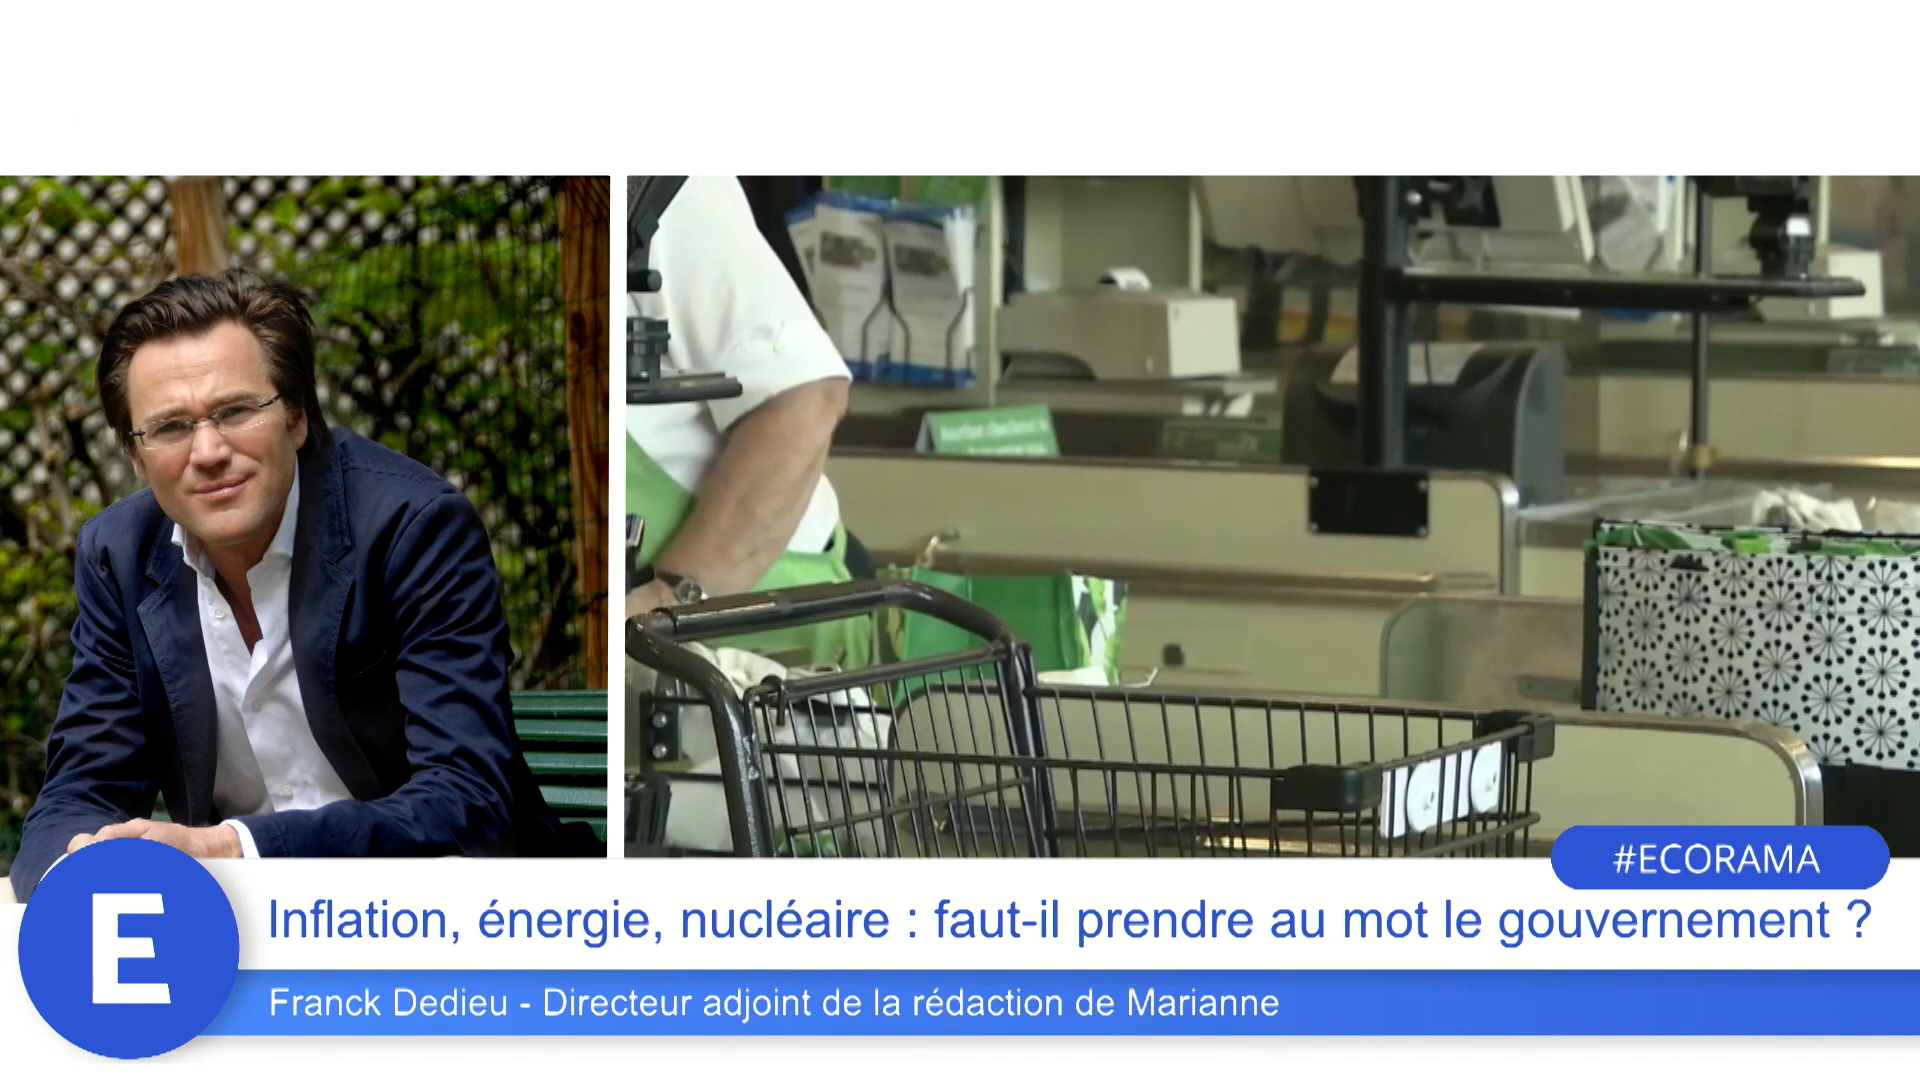 #ECORAMA
E
Inflation, énergie, nucléaire : faut-il prendre au mot le gouvernement ?
Franck Dedieu - Directeur adjoint de la rédaction de Marianne